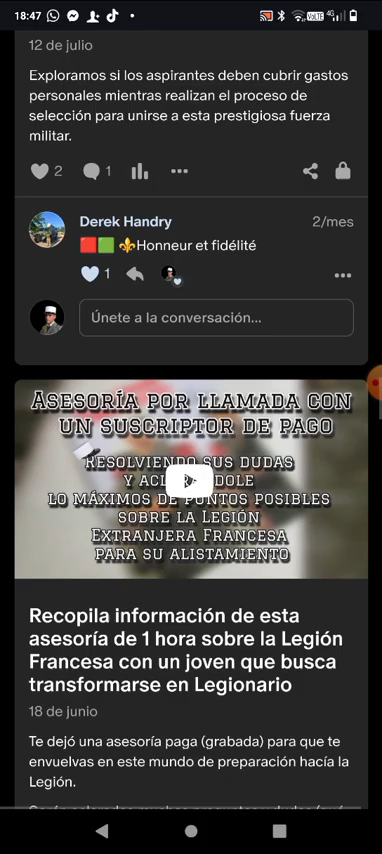 18:47
VoLTE 4G
12 de julio
Exploramos si los aspirantes deben cubrir gastos
personales mientras realizan el proceso de
selección para unirse a esta prestigiosa fuerza
militar.
2 1
Derek Handry 2/mes
🟥🟩 ⚜️Honneur et fidélité
1
Únete a la conversación...
Asesoría por llamada con
un suscriptor de pago
Resolviendo sus dudas
y aclarándole
lo máximos de puntos posibles
sobre la Legión
Extranjera Francesa
para su alistamiento
Recopila información de esta
asesoría de 1 hora sobre la Legión
Francesa con un joven que busca
transformarse en Legionario
18 de junio
Te dejó una asesoría paga (grabada) para que te
envuelvas en este mundo de preparación hacía la
Legión.